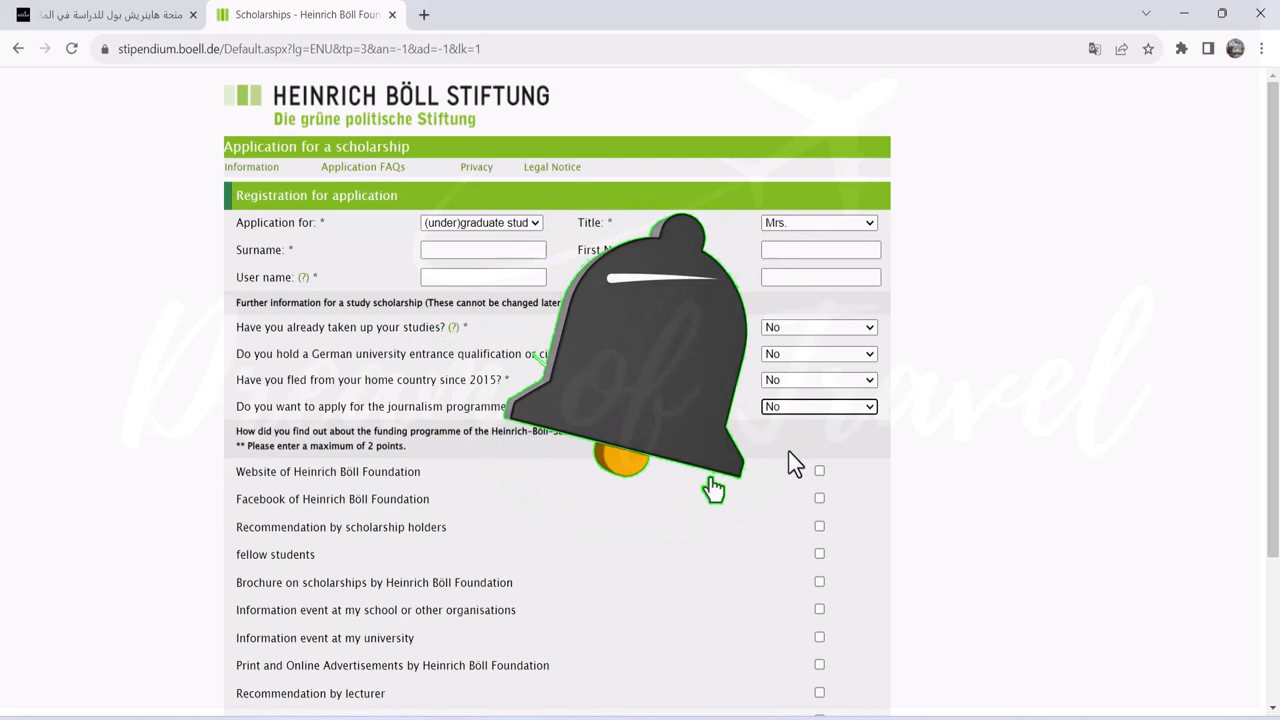 منحة هاينريش بول للدراسة في الما
Scholarships - Heinrich Böll Foun
stipendium.boell.de/Default.aspx?lg=ENU&tp=3&an=-1&ad=-1&lk=1
HEINRICH BÖLL STIFTUNG
Die grüne politische Stiftung
Application for a scholarship
Information Application FAQs Privacy Legal Notice
Registration for application
Application for: * (under)graduate stud Title: * Mrs.
Surname: * First N
User name: (?) *
Further information for a study scholarship (These cannot be changed later
Have you already taken up your studies? (?) * No
Do you hold a German university entrance qualification or ci No
Have you fled from your home country since 2015? * No
Do you want to apply for the journalism programme No
How did you find out about the funding programme of the Heinrich-Böll-S
** Please enter a maximum of 2 points.
Website of Heinrich Böll Foundation
Facebook of Heinrich Böll Foundation
Recommendation by scholarship holders
fellow students
Brochure on scholarships by Heinrich Böll Foundation
Information event at my school or other organisations
Information event at my university
Print and Online Advertisements by Heinrich Böll Foundation
Recommendation by lecturer
of Travel